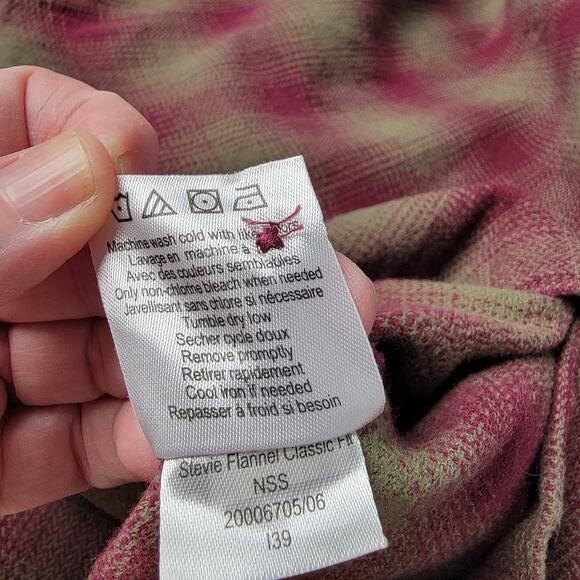 Machine wash cold with like
Lavage en machine à
Avec des couleurs semblables
Only non-chlorine bleach when needed
Javellisant sans chlore si nécessaire
Tumble dry low
Secher cycle doux
Remove promptly
Retirer rapidement
Cool iron if needed
Repasser à froid si besoin
Stevie Flannel Classic Fit
NSS
20006705/06
I39